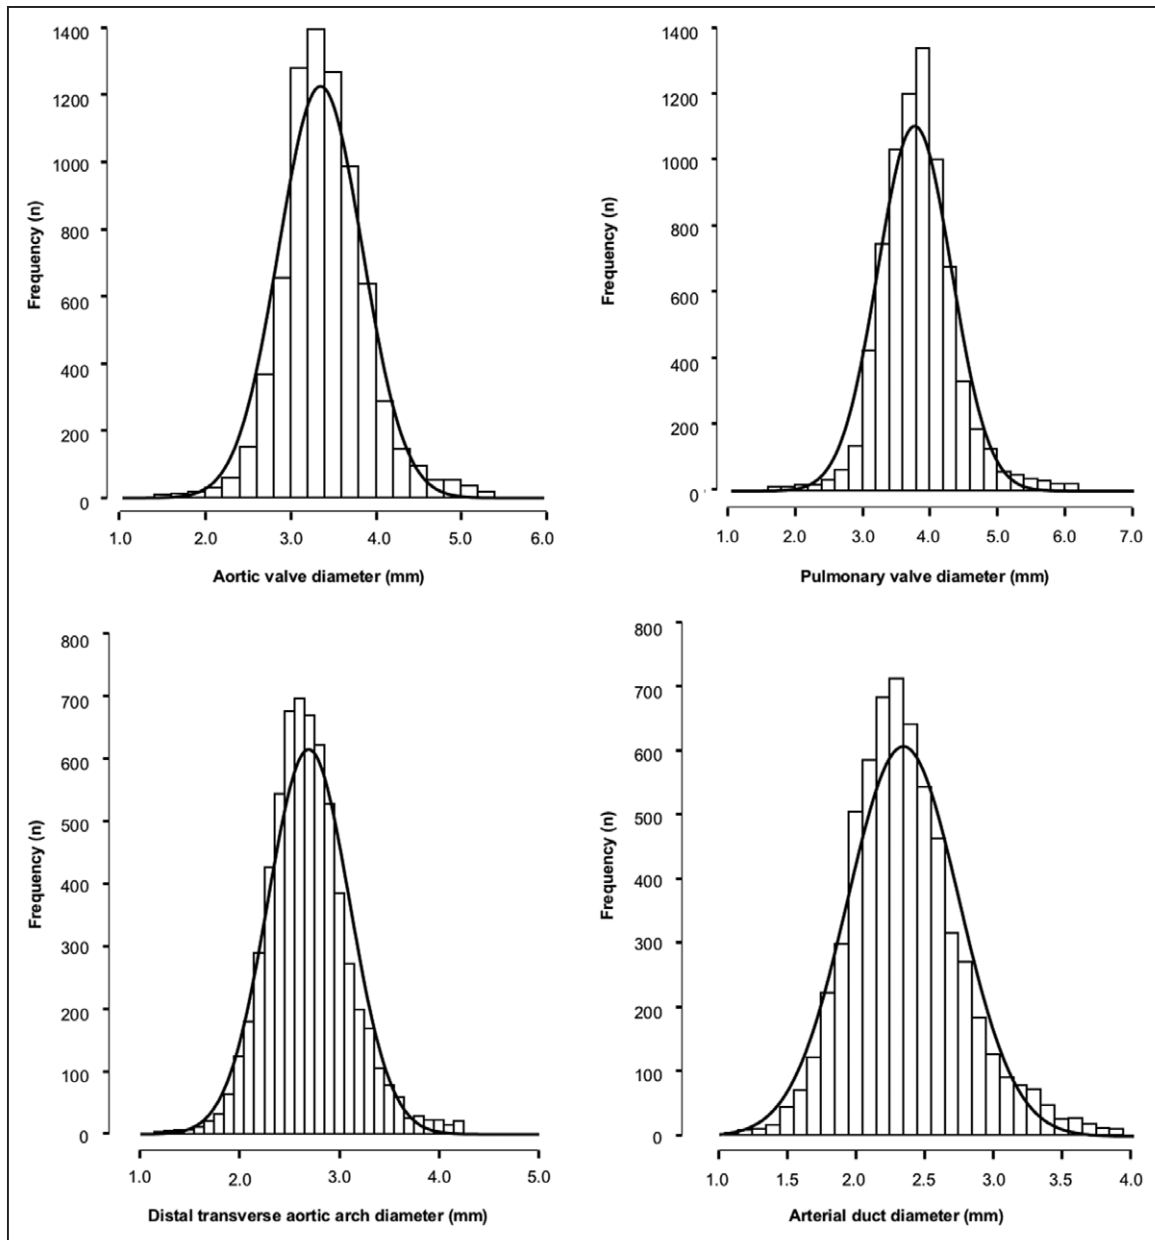 1400
1200
1000
800
600
400
200
0
Frequency (n)
1.0 2.0 3.0 4.0 5.0 6.0
Aortic valve diameter (mm)
1400
1200
1000
800
600
400
200
0
Frequency (n)
1.0 2.0 3.0 4.0 5.0 6.0 7.0
Pulmonary valve diameter (mm)
800
700
600
500
400
300
200
100
0
Frequency (n)
1.0 2.0 3.0 4.0 5.0
Distal transverse aortic arch diameter (mm)
800
700
600
500
400
300
200
100
0
Frequency (n)
1.0 1.5 2.0 2.5 3.0 3.5 4.0
Arterial duct diameter (mm)